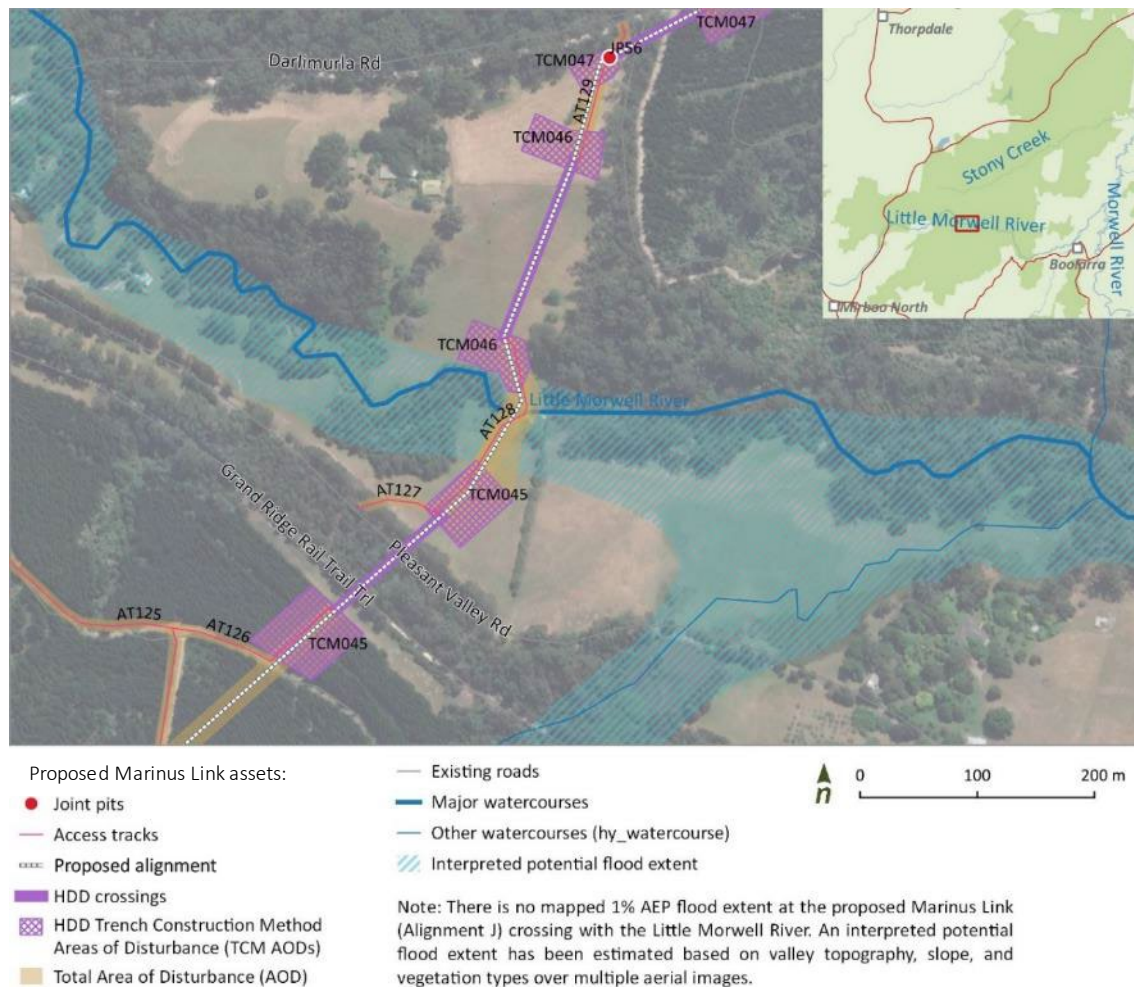 TCM047
JP56
TCM047
Darlimurla Rd
AT129
TCM046
TCM046
Little Morwell River
AT128
TCM045
AT127
Grand Ridge Rail Trail Trl
Pleasant Valley Rd
TCM045
AT125
AT126
Thorpdale
Stony Creek
Little Morwell River
Morwell River
Boolarra
Mirboo North
Proposed Marinus Link assets:
Joint pits
Access tracks
Proposed alignment
HDD crossings
HDD Trench Construction Method
Areas of Disturbance (TCM AODs)
Total Area of Disturbance (AOD)
Existing roads
Major watercourses
Other watercourses (hy_watercourse)
Interpreted potential flood extent
n
0 100 200 m
Note: There is no mapped 1% AEP flood extent at the proposed Marinus Link
(Alignment J) crossing with the Little Morwell River. An interpreted potential
flood extent has been estimated based on valley topography, slope, and
vegetation types over multiple aerial images.